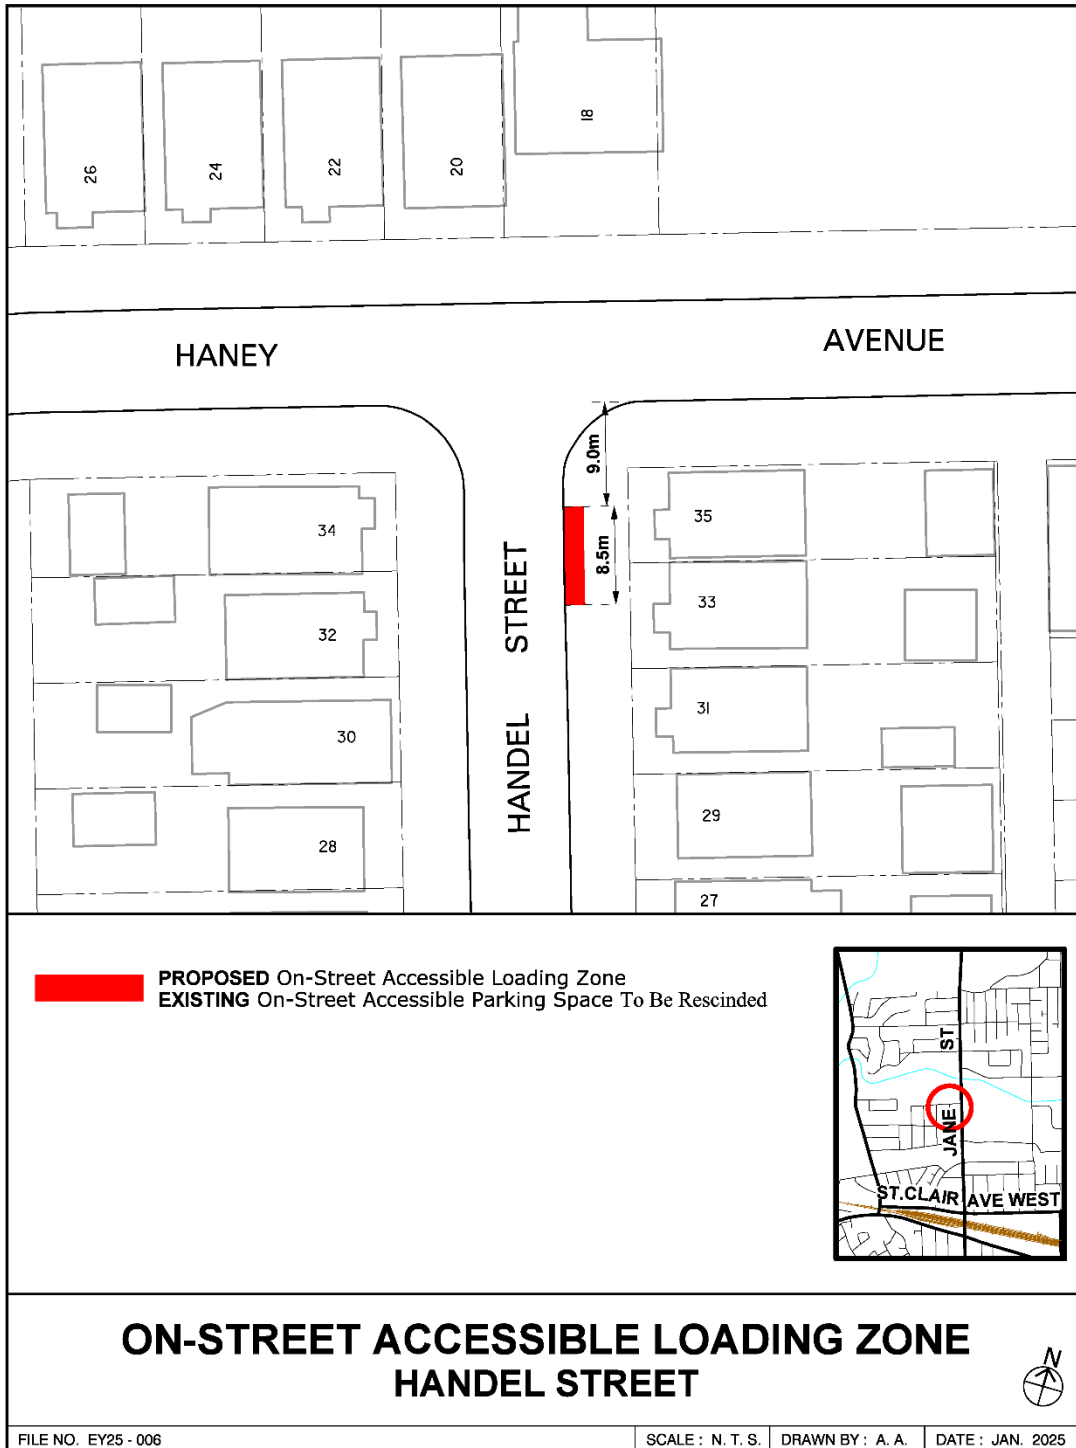 26
24
22
20
18
HANEY AVENUE
9.0m
8.5m
HANDEL STREET
34
32
30
28
35
33
31
29
27
PROPOSED On-Street Accessible Loading Zone
EXISTING On-Street Accessible Parking Space To Be Rescinded
JANE ST
ST.CLAIR AVE WEST
ON-STREET ACCESSIBLE LOADING ZONE
HANDEL STREET
N
FILE NO. EY25 - 006
SCALE : N. T. S.
DRAWN BY : A. A.
DATE : JAN. 2025